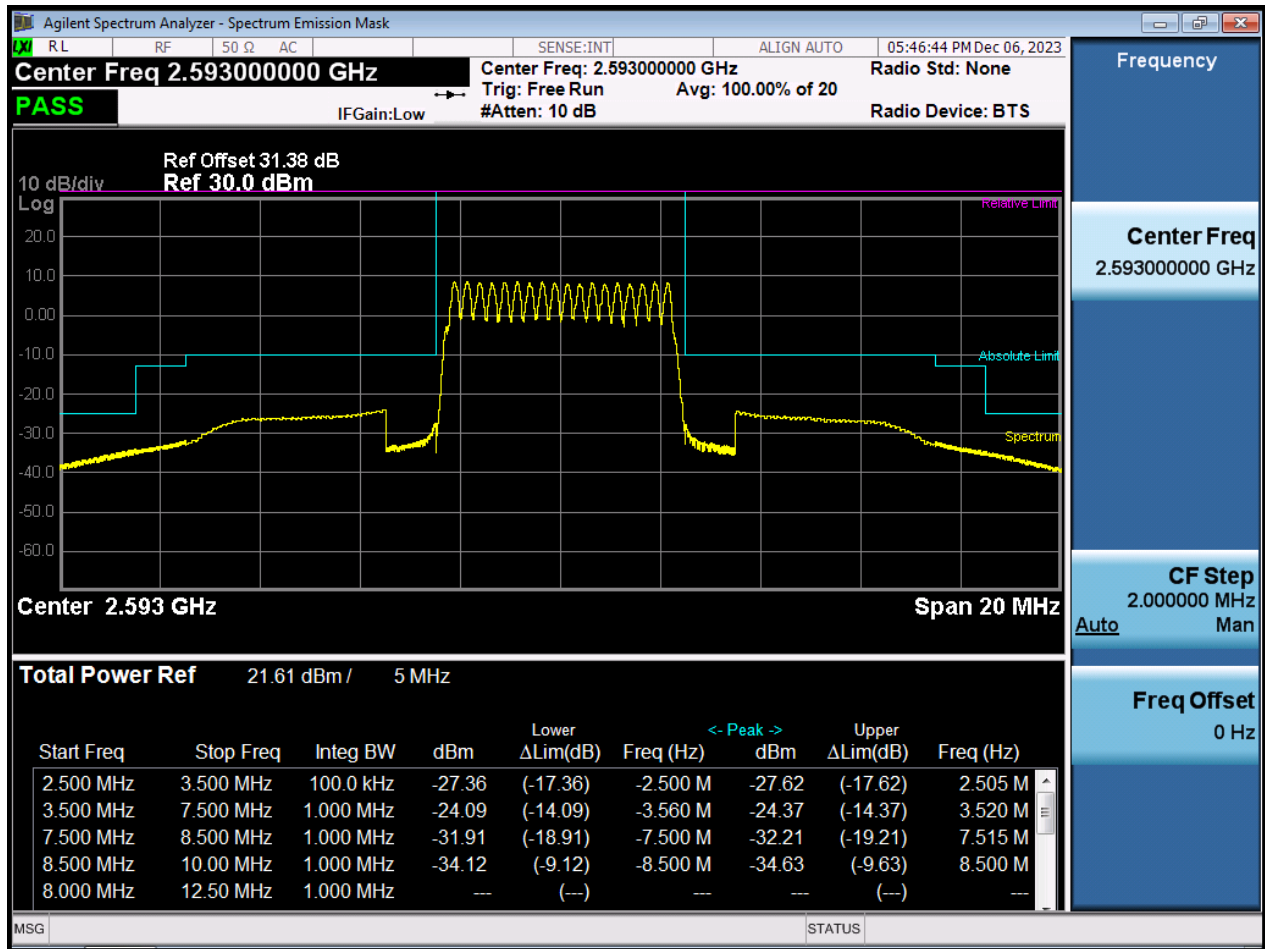 Agilent Spectrum Analyzer - Spectrum Emission Mask
LXI RL RF 50 Ω AC SENSE:INT ALIGN AUTO 05:46:44 PM Dec 06, 2023
Center Freq 2.593000000 GHz
PASS
IFGain:Low
Center Freq: 2.593000000 GHz
Trig: Free Run Avg: 100.00% of 20
#Atten: 10 dB
Radio Std: None
Radio Device: BTS
Ref Offset 31.38 dB
10 dB/div Ref 30.0 dBm
Log
Relative Limit
20.0
10.0
0.00
-10.0
Absolute Limit
-20.0
-30.0
Spectrum
-40.0
-50.0
-60.0
Center 2.593 GHz Span 20 MHz
Total Power Ref 21.61 dBm / 5 MHz
Lower <- Peak -> Upper
Start Freq Stop Freq Integ BW dBm ΔLim(dB) Freq (Hz) dBm ΔLim(dB) Freq (Hz)
2.500 MHz 3.500 MHz 100.0 kHz -27.36 (-17.36) -2.500 M -27.62 (-17.62) 2.505 M
3.500 MHz 7.500 MHz 1.000 MHz -24.09 (-14.09) -3.560 M -24.37 (-14.37) 3.520 M
7.500 MHz 8.500 MHz 1.000 MHz -31.91 (-18.91) -7.500 M -32.21 (-19.21) 7.515 M
8.500 MHz 10.00 MHz 1.000 MHz -34.12 (-9.12) -8.500 M -34.63 (-9.63) 8.500 M
8.000 MHz 12.50 MHz 1.000 MHz --- (---) --- --- (---) ---
MSG STATUS
Frequency
Center Freq
2.593000000 GHz
CF Step
2.000000 MHz
Auto Man
Freq Offset
0 Hz